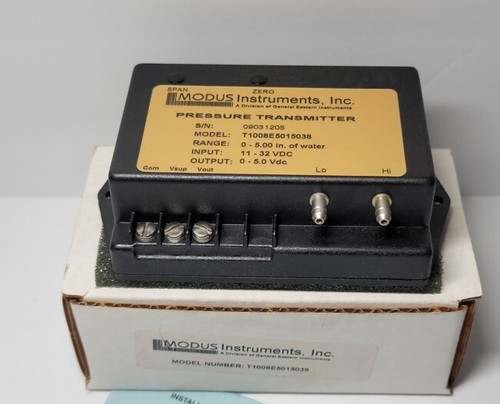 SPAN ZERO
MODUS Instruments, Inc.
A Division of General Eastern Instruments
PRESSURE TRANSMITTER
S/N: 09031205
MODEL: T1008E5015038
RANGE: 0 - 5.00 in. of water
INPUT: 11 - 32 VDC
OUTPUT: 0 - 5.0 Vdc
Com Vsup Vout Lo Hi
MODUS Instruments, Inc.
A Division of General Eastern Instruments
MODEL NUMBER: T1008E5015038
INSTALL